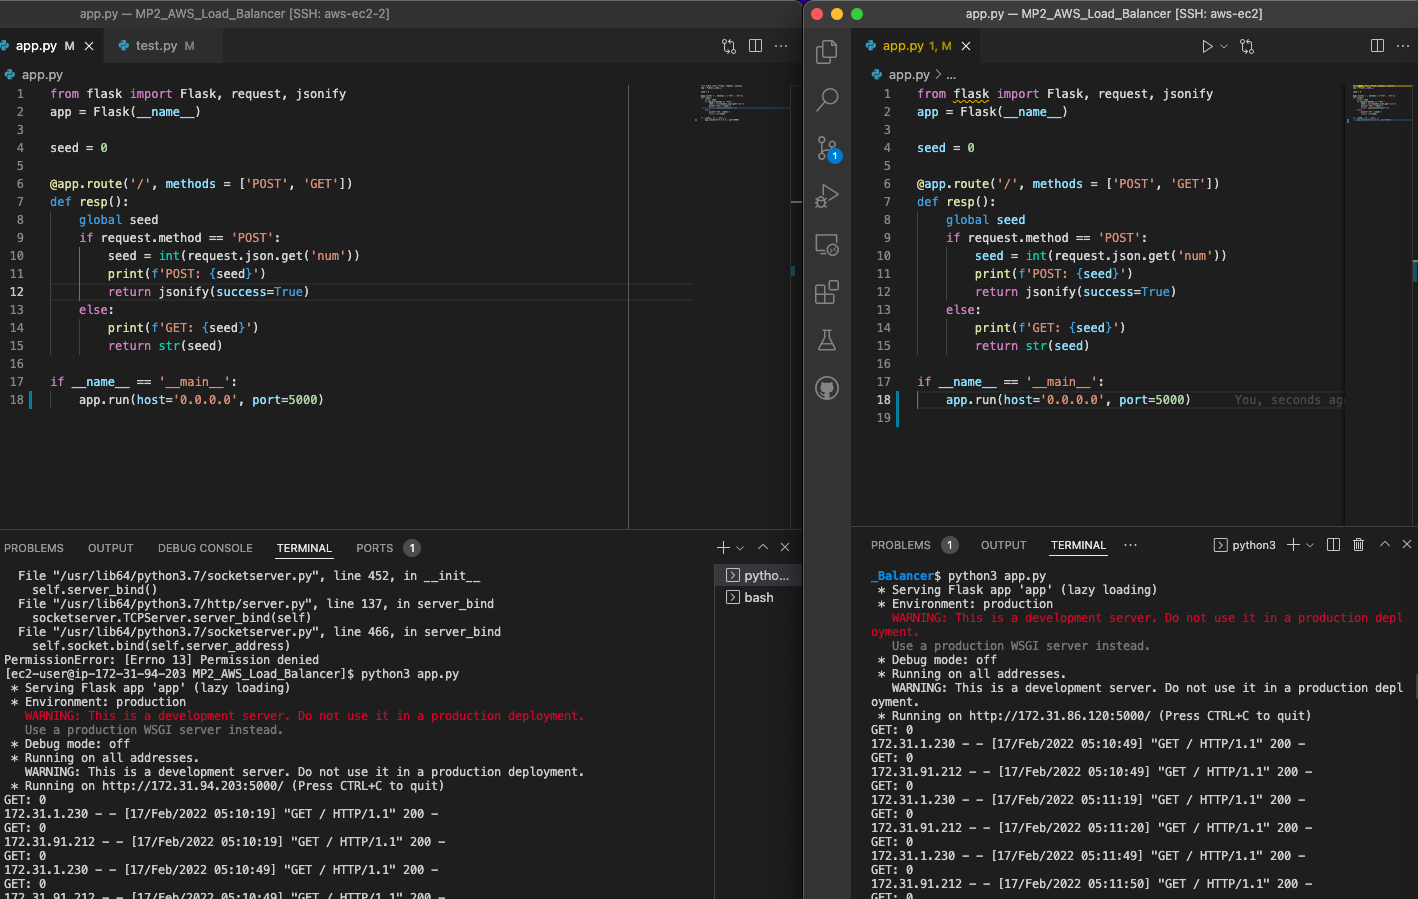 app.py — MP2_AWS_Load_Balancer [SSH: aws-ec2-2]
app.py M
test.py M
app.py
1 from flask import Flask, request, jsonify
2 app = Flask(__name__)
3
4 seed = 0
5
6 @app.route('/', methods = ['POST', 'GET'])
7 def resp():
8 global seed
9 if request.method == 'POST':
10 seed = int(request.json.get('num'))
11 print(f'POST: {seed}')
12 return jsonify(success=True)
13 else:
14 print(f'GET: {seed}')
15 return str(seed)
16
17 if __name__ == '__main__':
18 app.run(host='0.0.0.0', port=5000)
PROBLEMS OUTPUT DEBUG CONSOLE TERMINAL PORTS 1
pytho...
bash
File "/usr/lib64/python3.7/socketserver.py", line 452, in __init__
self.server_bind()
File "/usr/lib64/python3.7/http/server.py", line 137, in server_bind
socketserver.TCPServer.server_bind(self)
File "/usr/lib64/python3.7/socketserver.py", line 466, in server_bind
self.socket.bind(self.server_address)
PermissionError: [Errno 13] Permission denied
[ec2-user@ip-172-31-94-203 MP2_AWS_Load_Balancer]$ python3 app.py
* Serving Flask app 'app' (lazy loading)
* Environment: production
WARNING: This is a development server. Do not use it in a production deployment.
Use a production WSGI server instead.
* Debug mode: off
* Running on all addresses.
WARNING: This is a development server. Do not use it in a production deployment.
* Running on http://172.31.94.203:5000/ (Press CTRL+C to quit)
GET: 0
172.31.1.230 - - [17/Feb/2022 05:10:19] "GET / HTTP/1.1" 200 -
GET: 0
172.31.91.212 - - [17/Feb/2022 05:10:19] "GET / HTTP/1.1" 200 -
GET: 0
172.31.1.230 - - [17/Feb/2022 05:10:49] "GET / HTTP/1.1" 200 -
GET: 0
172.31.91.212 - - [17/Feb/2022 05:10:49] "GET / HTTP/1.1" 200 -
app.py — MP2_AWS_Load_Balancer [SSH: aws-ec2]
app.py 1, M
app.py > ...
1
1 from flask import Flask, request, jsonify
2 app = Flask(__name__)
3
4 seed = 0
5
6 @app.route('/', methods = ['POST', 'GET'])
7 def resp():
8 global seed
9 if request.method == 'POST':
10 seed = int(request.json.get('num'))
11 print(f'POST: {seed}')
12 return jsonify(success=True)
13 else:
14 print(f'GET: {seed}')
15 return str(seed)
16
17 if __name__ == '__main__':
18 app.run(host='0.0.0.0', port=5000) You, seconds ag
19
PROBLEMS 1 OUTPUT TERMINAL ... python3
_Balancer$ python3 app.py
* Serving Flask app 'app' (lazy loading)
* Environment: production
WARNING: This is a development server. Do not use it in a production depl
oyment.
Use a production WSGI server instead.
* Debug mode: off
* Running on all addresses.
WARNING: This is a development server. Do not use it in a production depl
oyment.
* Running on http://172.31.86.120:5000/ (Press CTRL+C to quit)
GET: 0
172.31.1.230 - - [17/Feb/2022 05:10:49] "GET / HTTP/1.1" 200 -
GET: 0
172.31.91.212 - - [17/Feb/2022 05:10:49] "GET / HTTP/1.1" 200 -
GET: 0
172.31.1.230 - - [17/Feb/2022 05:11:19] "GET / HTTP/1.1" 200 -
GET: 0
172.31.91.212 - - [17/Feb/2022 05:11:20] "GET / HTTP/1.1" 200 -
GET: 0
172.31.1.230 - - [17/Feb/2022 05:11:49] "GET / HTTP/1.1" 200 -
GET: 0
172.31.91.212 - - [17/Feb/2022 05:11:50] "GET / HTTP/1.1" 200 -
GET: 0